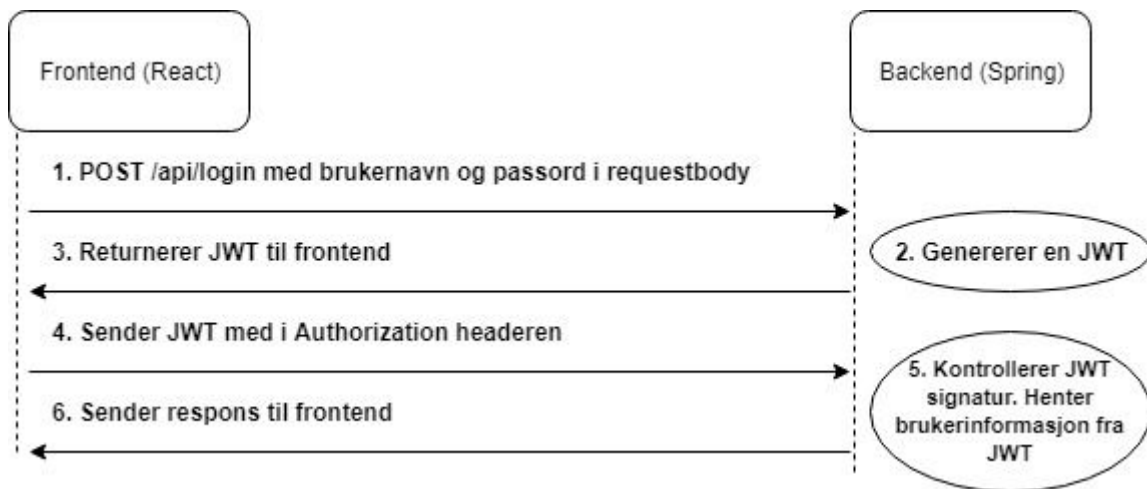 Frontend (React)
Backend (Spring)
1. POST /api/login med brukernavn og passord i requestbody
2. Genererer en JWT
3. Returnerer JWT til frontend
4. Sender JWT med i Authorization headeren
5. Kontrollerer JWT
signatur. Henter
brukerinformasjon fra
JWT
6. Sender respons til frontend